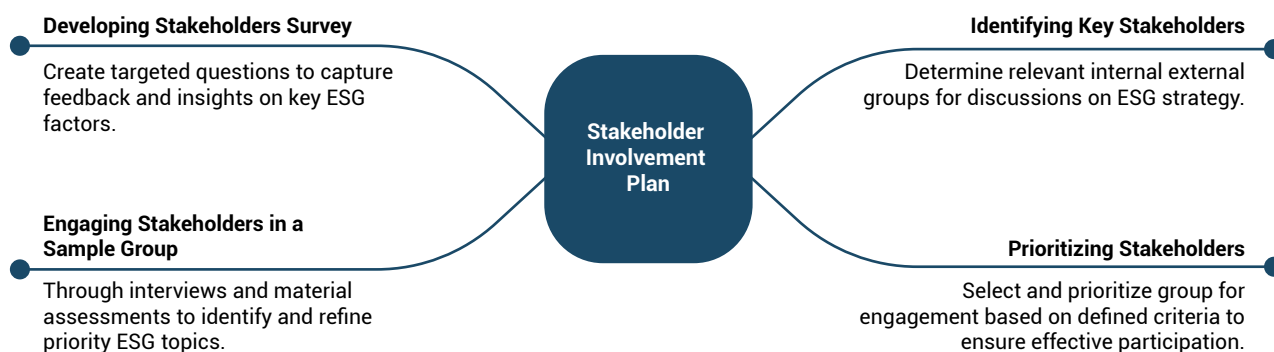 Developing Stakeholders Survey
Create targeted questions to capture
feedback and insights on key ESG
factors.
Engaging Stakeholders in a
Sample Group
Through interviews and material
assessments to identify and refine
priority ESG topics.
Stakeholder
Involvement
Plan
Identifying Key Stakeholders
Determine relevant internal external
groups for discussions on ESG strategy.
Prioritizing Stakeholders
Select and prioritize group for
engagement based on defined criteria to
ensure effective participation.